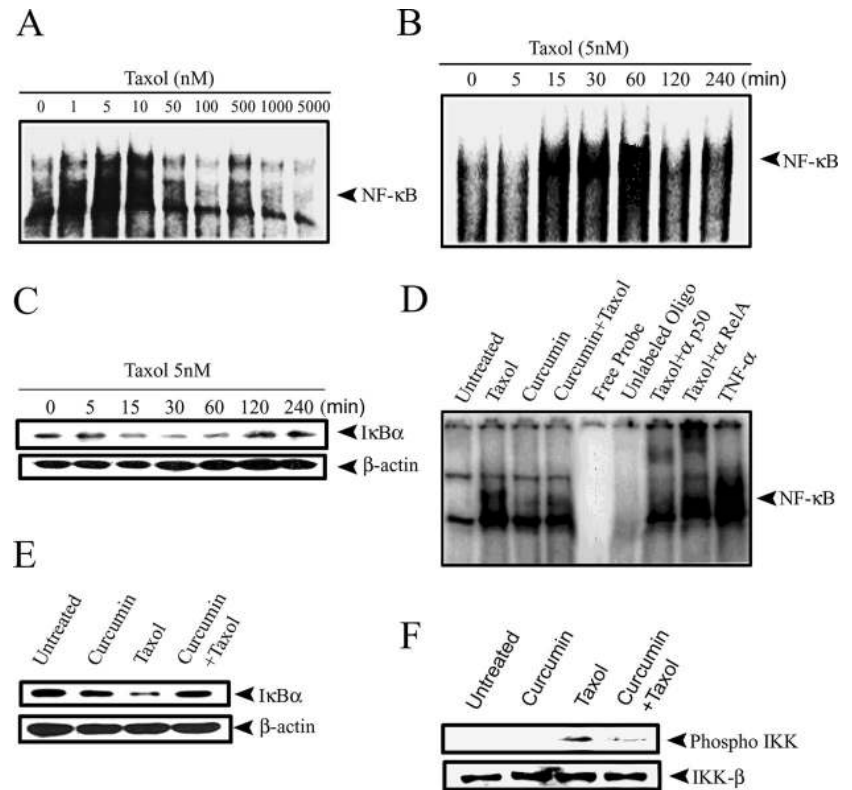 A
Taxol (nM)
0 1 5 10 50 100 500 1000 5000
NF-κB
B
Taxol (5nM)
0 5 15 30 60 120 240 (min)
NF-κB
C
Taxol 5nM
0 5 15 30 60 120 240 (min)
IκBα
β-actin
D
Untreated
Taxol
Curcumin
Curcumin+Taxol
Free Probe
Unlabeled Oligo
Taxol+α p50
Taxol+α RelA
TNF-α
NF-κB
E
Untreated
Curcumin
Taxol
Curcumin
+Taxol
IκBα
β-actin
F
Untreated
Curcumin
Taxol
Curcumin
+Taxol
Phospho IKK
IKK-β